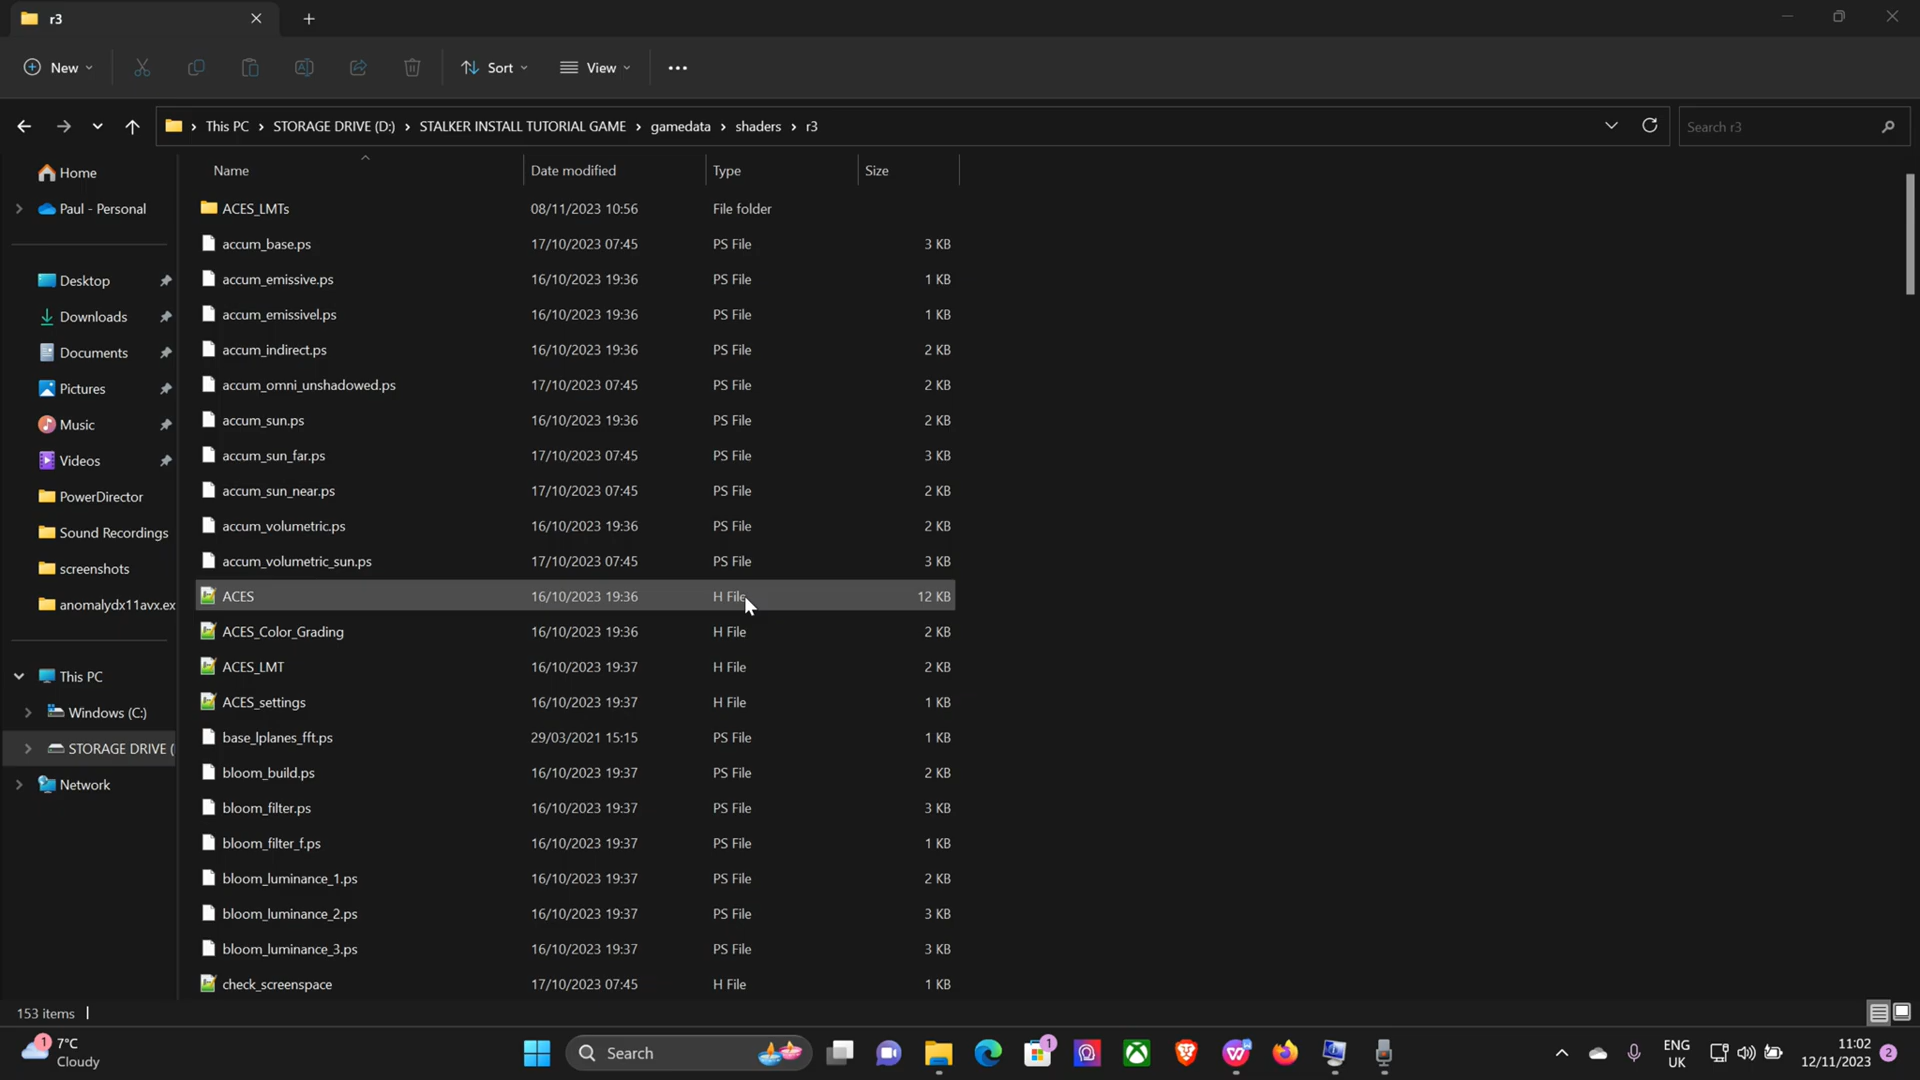 r3
New
Sort
View
This PC > STORAGE DRIVE (D:) > STALKER INSTALL TUTORIAL GAME > gamedata > shaders > r3
Search r3
Name Date modified Type Size
Home
Paul - Personal
Desktop
Downloads
Documents
Pictures
Music
Videos
PowerDirector
Sound Recordings
screenshots
anomalydx11avx.ex
This PC
Windows (C:)
STORAGE DRIVE (
Network
ACES_LMTs 08/11/2023 10:56 File folder
accum_base.ps 17/10/2023 07:45 PS File 3 KB
accum_emissive.ps 16/10/2023 19:36 PS File 1 KB
accum_emissivel.ps 16/10/2023 19:36 PS File 1 KB
accum_indirect.ps 16/10/2023 19:36 PS File 2 KB
accum_omni_unshadowed.ps 17/10/2023 07:45 PS File 2 KB
accum_sun.ps 16/10/2023 19:36 PS File 2 KB
accum_sun_far.ps 17/10/2023 07:45 PS File 3 KB
accum_sun_near.ps 17/10/2023 07:45 PS File 2 KB
accum_volumetric.ps 16/10/2023 19:36 PS File 2 KB
accum_volumetric_sun.ps 17/10/2023 07:45 PS File 3 KB
ACES 16/10/2023 19:36 H File 12 KB
ACES_Color_Grading 16/10/2023 19:36 H File 2 KB
ACES_LMT 16/10/2023 19:37 H File 2 KB
ACES_settings 16/10/2023 19:37 H File 1 KB
base_lplanes_fft.ps 29/03/2021 15:15 PS File 1 KB
bloom_build.ps 16/10/2023 19:37 PS File 2 KB
bloom_filter.ps 16/10/2023 19:37 PS File 3 KB
bloom_filter_f.ps 16/10/2023 19:37 PS File 1 KB
bloom_luminance_1.ps 16/10/2023 19:37 PS File 2 KB
bloom_luminance_2.ps 16/10/2023 19:37 PS File 3 KB
bloom_luminance_3.ps 16/10/2023 19:37 PS File 3 KB
check_screenspace 17/10/2023 07:45 H File 1 KB
153 items
1
7°C
Cloudy
Search
1
ENG
UK
11:02
12/11/2023
2